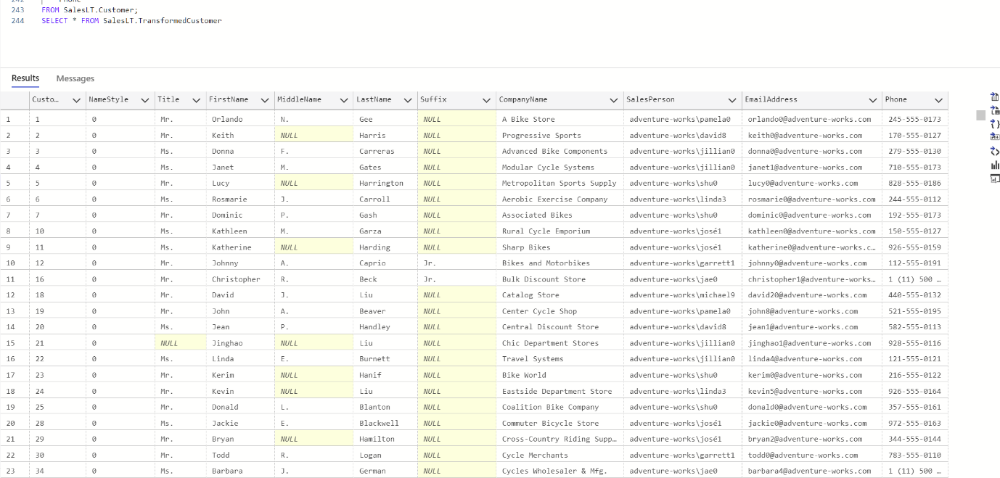 242 Phone
243 FROM SalesLT.Customer;
244 SELECT * FROM SalesLT.TransformedCustomer
Results Messages
Custo… NameStyle Title FirstName MiddleName LastName Suffix CompanyName SalesPerson EmailAddress Phone
1 1 0 Mr. Orlando N. Gee NULL A Bike Store adventure-works\pamela0 orlando0@adventure-works.com 245-555-0173
2 2 0 Mr. Keith NULL Harris NULL Progressive Sports adventure-works\david8 keith0@adventure-works.com 170-555-0127
3 3 0 Ms. Donna F. Carreras NULL Advanced Bike Components adventure-works\jillian0 donna0@adventure-works.com 279-555-0130
4 4 0 Ms. Janet M. Gates NULL Modular Cycle Systems adventure-works\jillian0 janet1@adventure-works.com 710-555-0173
5 5 0 Mr. Lucy NULL Harrington NULL Metropolitan Sports Supply adventure-works\shu0 lucy0@adventure-works.com 828-555-0186
6 6 0 Ms. Rosmarie J. Carroll NULL Aerobic Exercise Company adventure-works\linda3 rosmarie0@adventure-works.com 244-555-0112
7 7 0 Mr. Dominic P. Gash NULL Associated Bikes adventure-works\shu0 dominic0@adventure-works.com 192-555-0173
8 10 0 Ms. Kathleen M. Garza NULL Rural Cycle Emporium adventure-works\josé1 kathleen0@adventure-works.com 150-555-0127
9 11 0 Ms. Katherine NULL Harding NULL Sharp Bikes adventure-works\josé1 katherine0@adventure-works.c… 926-555-0159
10 12 0 Mr. Johnny A. Caprio Jr. Bikes and Motorbikes adventure-works\garrett1 johnny0@adventure-works.com 112-555-0191
11 16 0 Mr. Christopher R. Beck Jr. Bulk Discount Store adventure-works\jae0 christopher1@adventure-works… 1 (11) 500 …
12 18 0 Mr. David J. Liu NULL Catalog Store adventure-works\michael9 david20@adventure-works.com 440-555-0132
13 19 0 Mr. John A. Beaver NULL Center Cycle Shop adventure-works\pamela0 john8@adventure-works.com 521-555-0195
14 20 0 Ms. Jean P. Handley NULL Central Discount Store adventure-works\david8 jean1@adventure-works.com 582-555-0113
15 21 0 NULL Jinghao NULL Liu NULL Chic Department Stores adventure-works\jillian0 jinghao1@adventure-works.com 928-555-0116
16 22 0 Ms. Linda E. Burnett NULL Travel Systems adventure-works\jillian0 linda4@adventure-works.com 121-555-0121
17 23 0 Mr. Kerim NULL Hanif NULL Bike World adventure-works\shu0 kerim0@adventure-works.com 216-555-0122
18 24 0 Mr. Kevin NULL Liu NULL Eastside Department Store adventure-works\linda3 kevin5@adventure-works.com 926-555-0164
19 25 0 Mr. Donald L. Blanton NULL Coalition Bike Company adventure-works\shu0 donald0@adventure-works.com 357-555-0161
20 28 0 Ms. Jackie E. Blackwell NULL Commuter Bicycle Store adventure-works\josé1 jackie0@adventure-works.com 972-555-0163
21 29 0 Mr. Bryan NULL Hamilton NULL Cross-Country Riding Supp… adventure-works\josé1 bryan2@adventure-works.com 344-555-0144
22 30 0 Mr. Todd R. Logan NULL Cycle Merchants adventure-works\garrett1 todd0@adventure-works.com 783-555-0110
23 34 0 Ms. Barbara J. German NULL Cycles Wholesaler & Mfg. adventure-works\jae0 barbara4@adventure-works.com 1 (11) 500 …